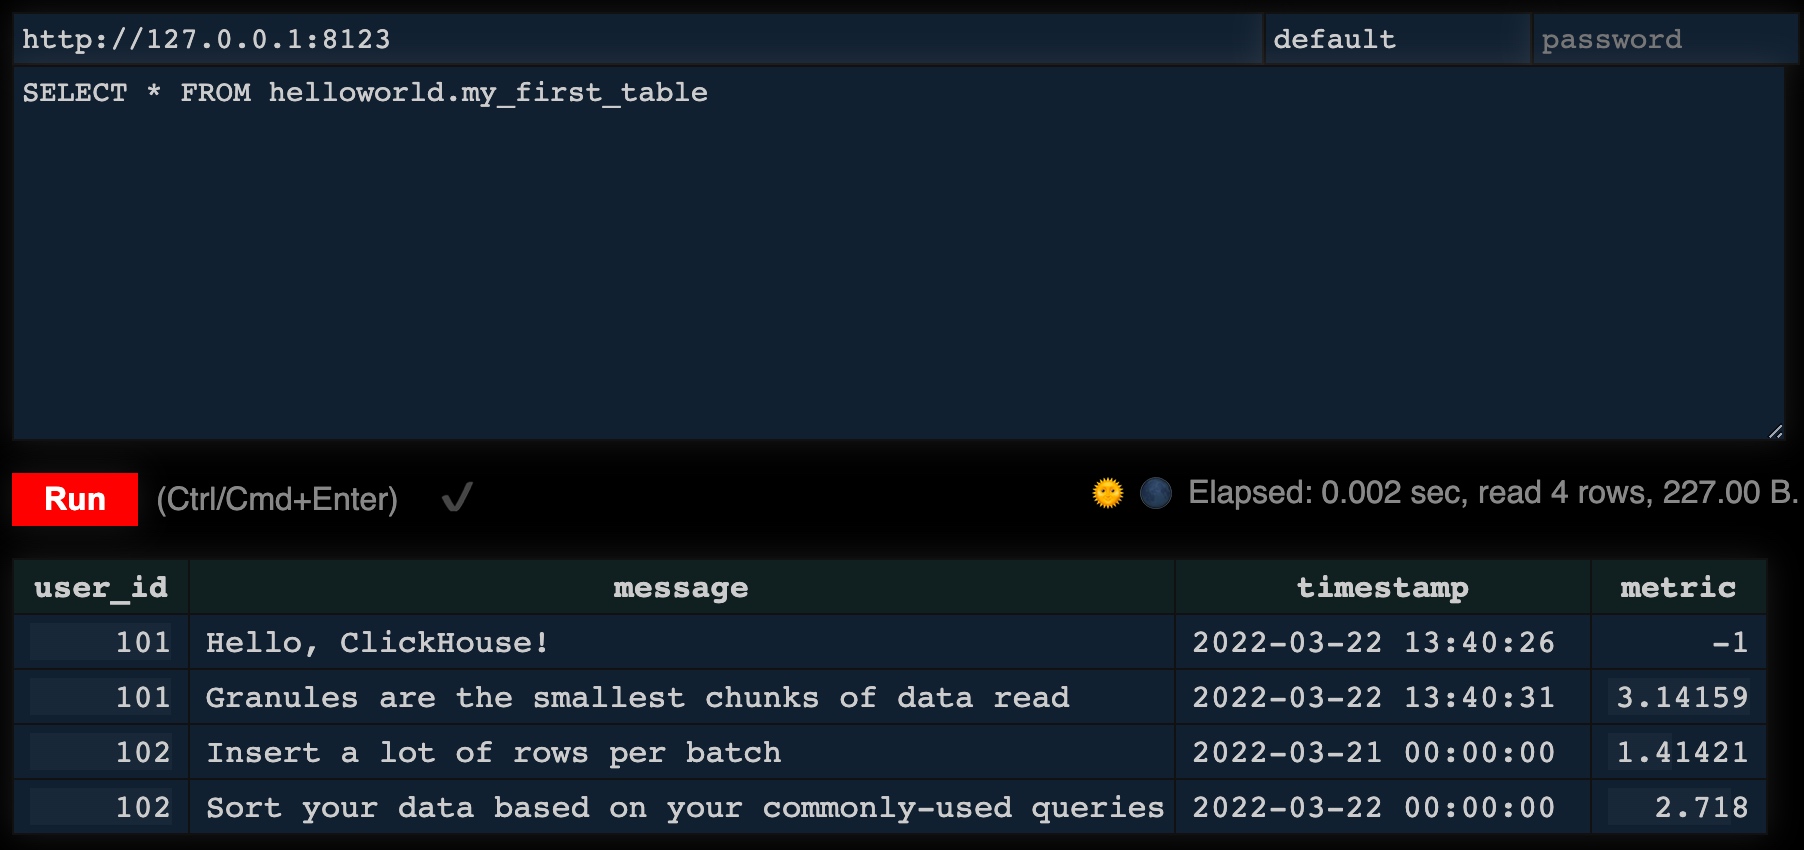 http://127.0.0.1:8123 default password
SELECT * FROM helloworld.my_first_table
Run (Ctrl/Cmd+Enter) Elapsed: 0.002 sec, read 4 rows, 227.00 B.
user_id message timestamp metric
101 Hello, ClickHouse! 2022-03-22 13:40:26 -1
101 Granules are the smallest chunks of data read 2022-03-22 13:40:31 3.14159
102 Insert a lot of rows per batch 2022-03-21 00:00:00 1.41421
102 Sort your data based on your commonly-used queries 2022-03-22 00:00:00 2.718